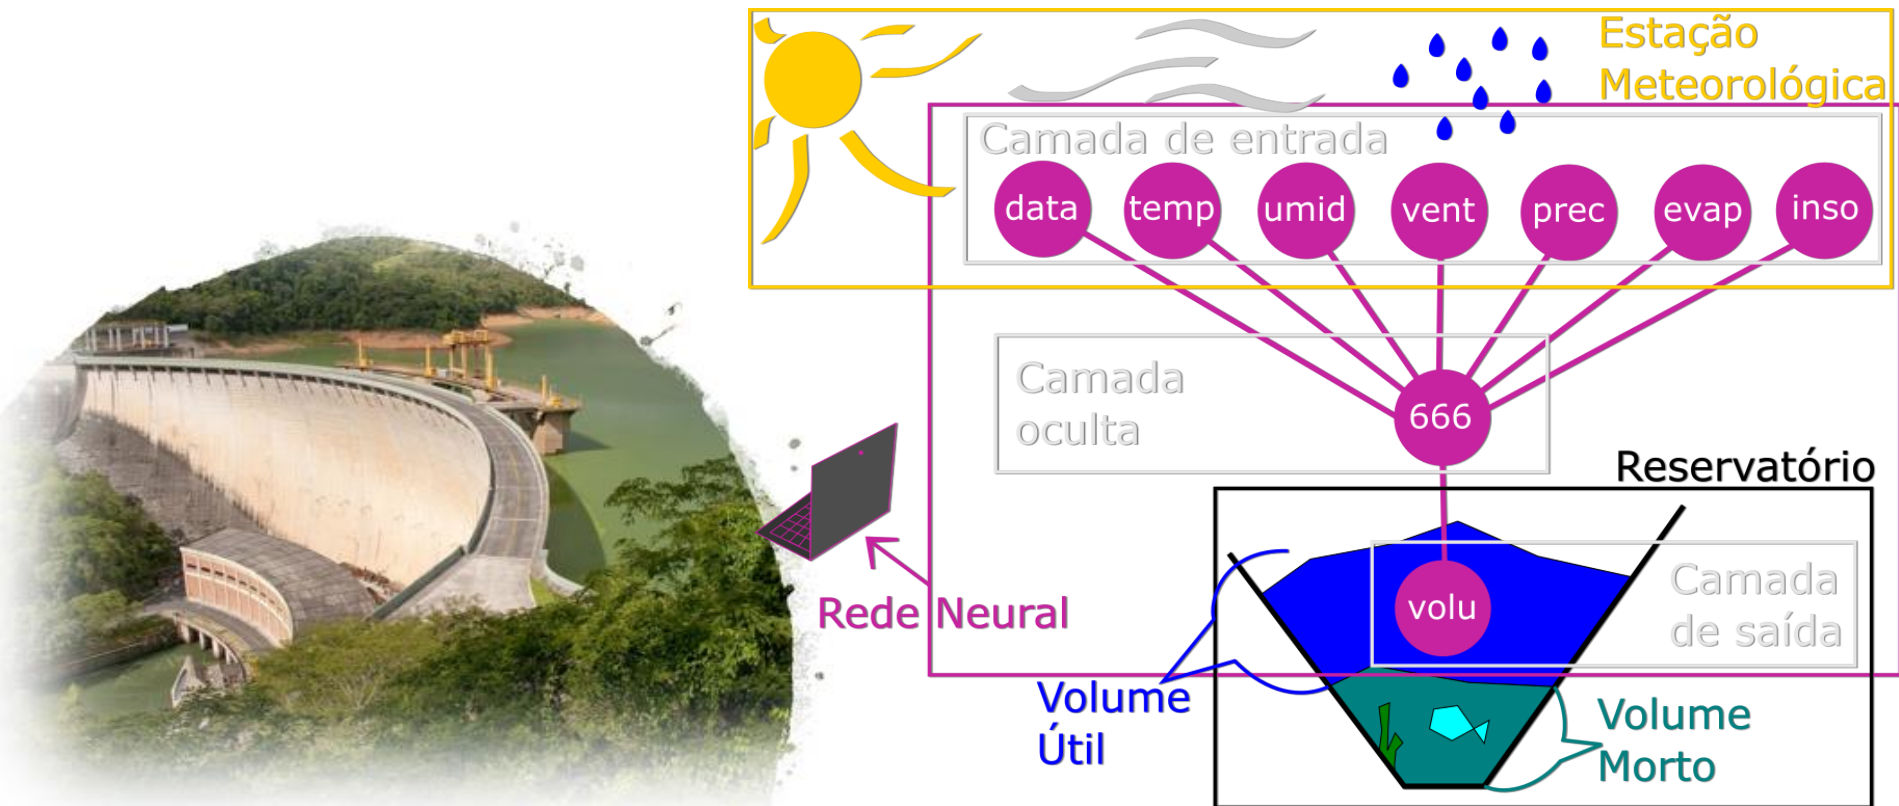 Estação
Meteorológica
Camada de entrada
data temp umid vent prec evap inso
Camada
oculta
666
Reservatório
Rede Neural
volu
Camada
de saída
Volume
Útil
Volume
Morto